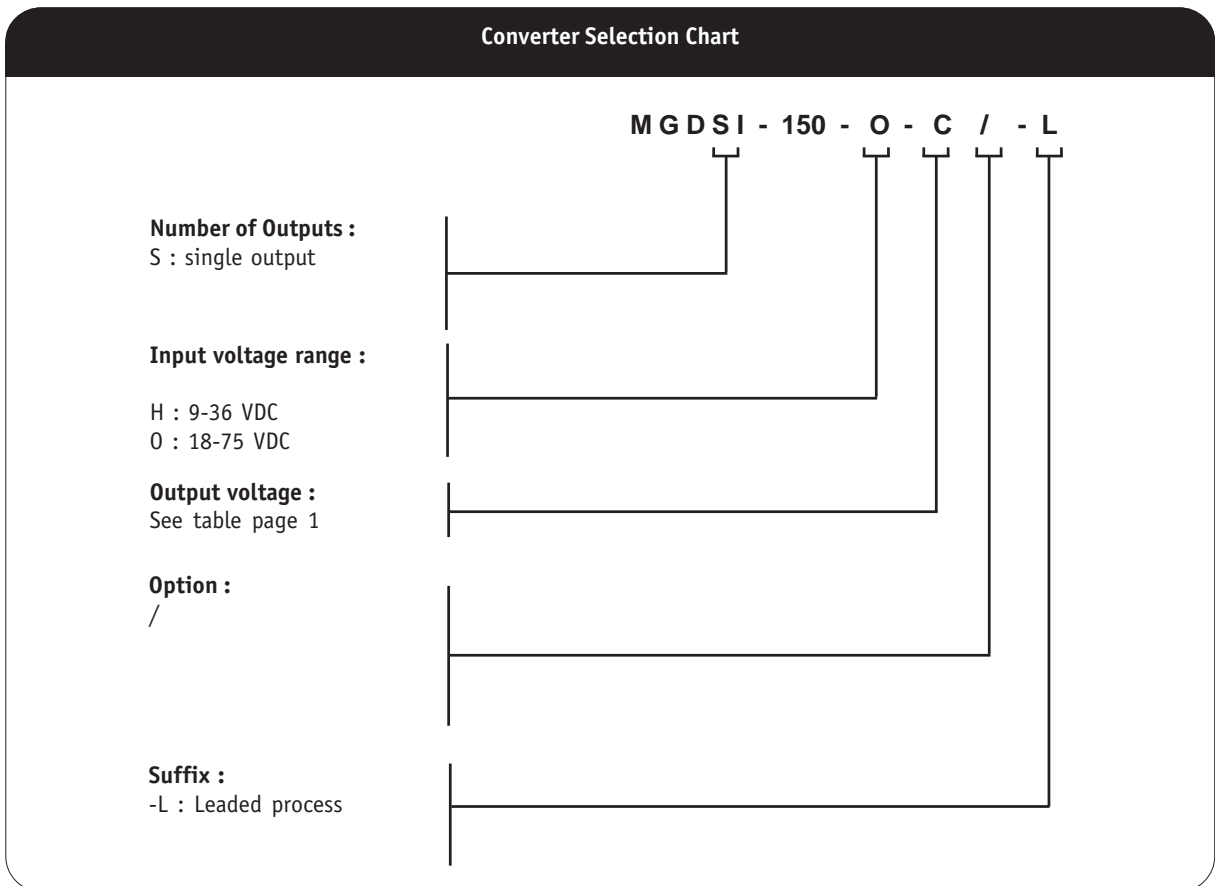 Converter Selection Chart
MGDSI - 150 - O - C / - L
Number of Outputs :
S : single output
Input voltage range :
H : 9-36 VDC
O : 18-75 VDC
Output voltage :
See table page 1
Option :
/
Suffix :
-L : Leaded process